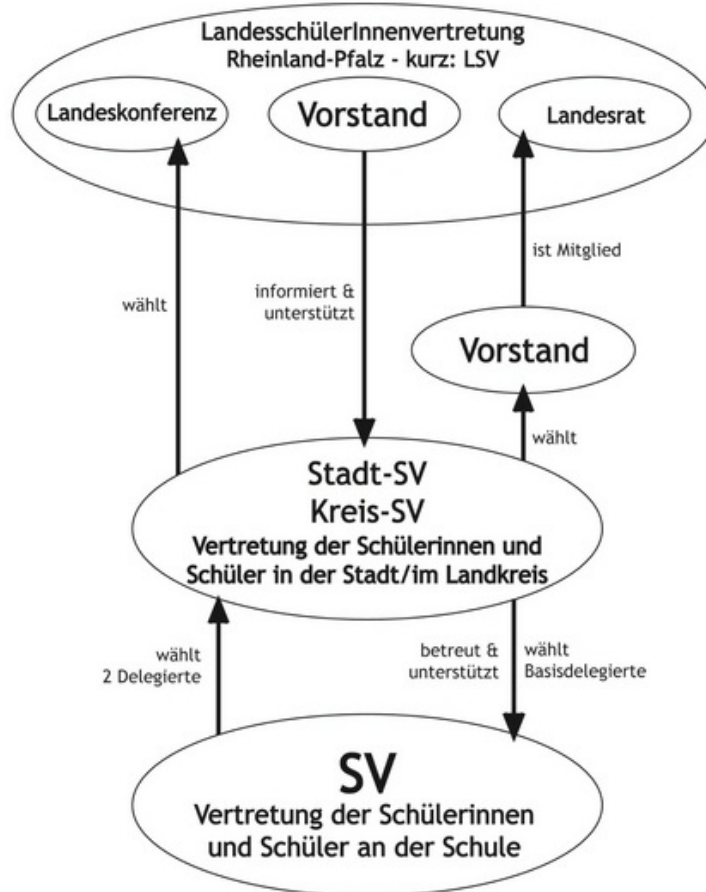 LandesschülerInnenvertretung
Rheinland-Pfalz - kurz: LSV
Landeskonferenz
Vorstand
Landesrat
ist Mitglied
wählt
informiert &
unterstützt
Vorstand
wählt
Stadt-SV
Kreis-SV
Vertretung der Schülerinnen und
Schüler in der Stadt/im Landkreis
wählt
2 Delegierte
betreut &
unterstützt
wählt
Basisdelegierte
SV
Vertretung der Schülerinnen
und Schüler an der Schule